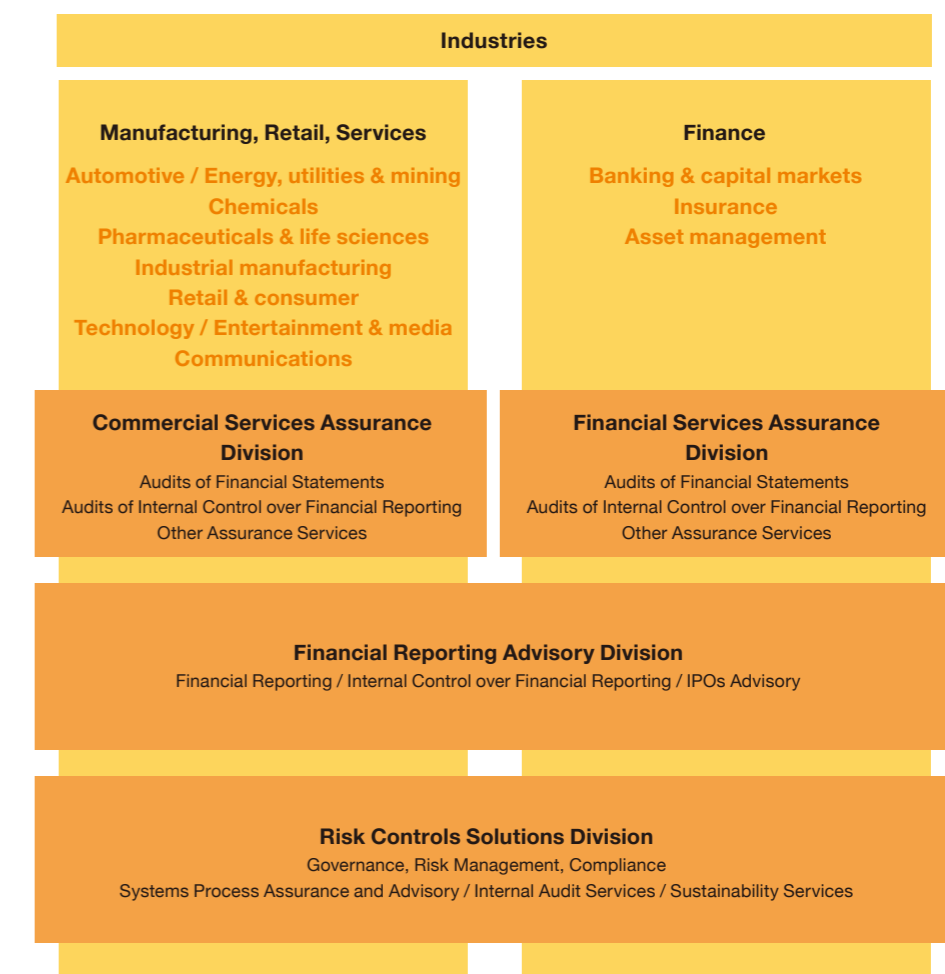 Industries
Manufacturing, Retail, Services
Automotive / Energy, utilities & mining
Chemicals
Pharmaceuticals & life sciences
Industrial manufacturing
Retail & consumer
Technology / Entertainment & media
Communications
Finance
Banking & capital markets
Insurance
Asset management
Commercial Services Assurance
Division
Audits of Financial Statements
Audits of Internal Control over Financial Reporting
Other Assurance Services
Financial Services Assurance
Division
Audits of Financial Statements
Audits of Internal Control over Financial Reporting
Other Assurance Services
Financial Reporting Advisory Division
Financial Reporting / Internal Control over Financial Reporting / IPOs Advisory
Risk Controls Solutions Division
Governance, Risk Management, Compliance
Systems Process Assurance and Advisory / Internal Audit Services / Sustainability Services